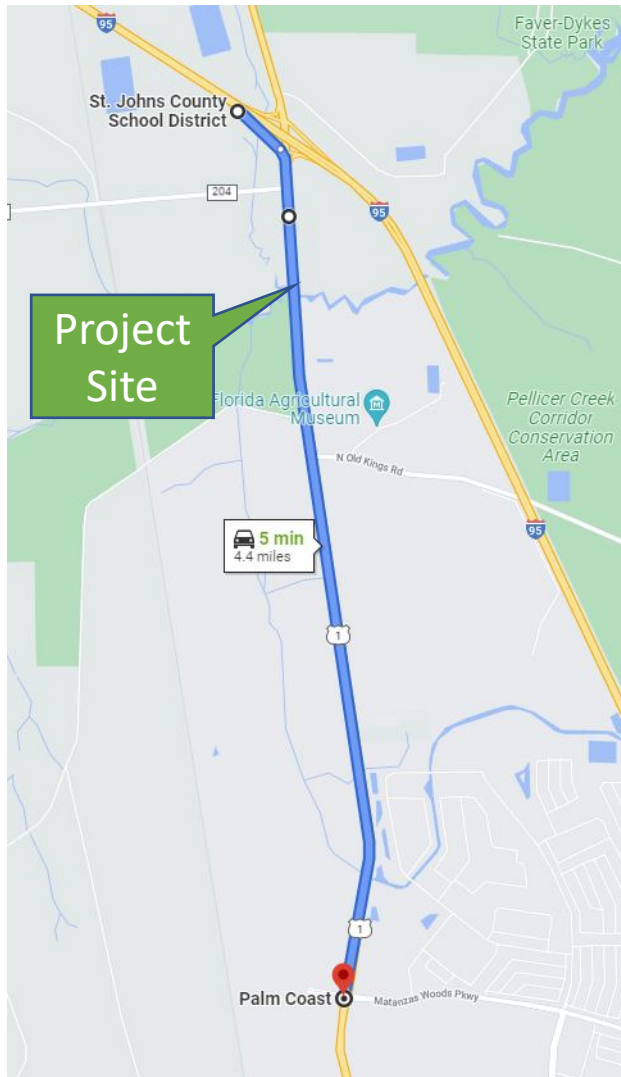 95
Faver-Dykes
State Park
St. Johns County
School District
204
95
Project
Site
Florida Agricultural
Museum
Pellicer Creek
Corridor
Conservation
Area
N Old Kings Rd
5 min
4.4 miles
95
1
1
Palm Coast
Matanzas Woods Pkwy